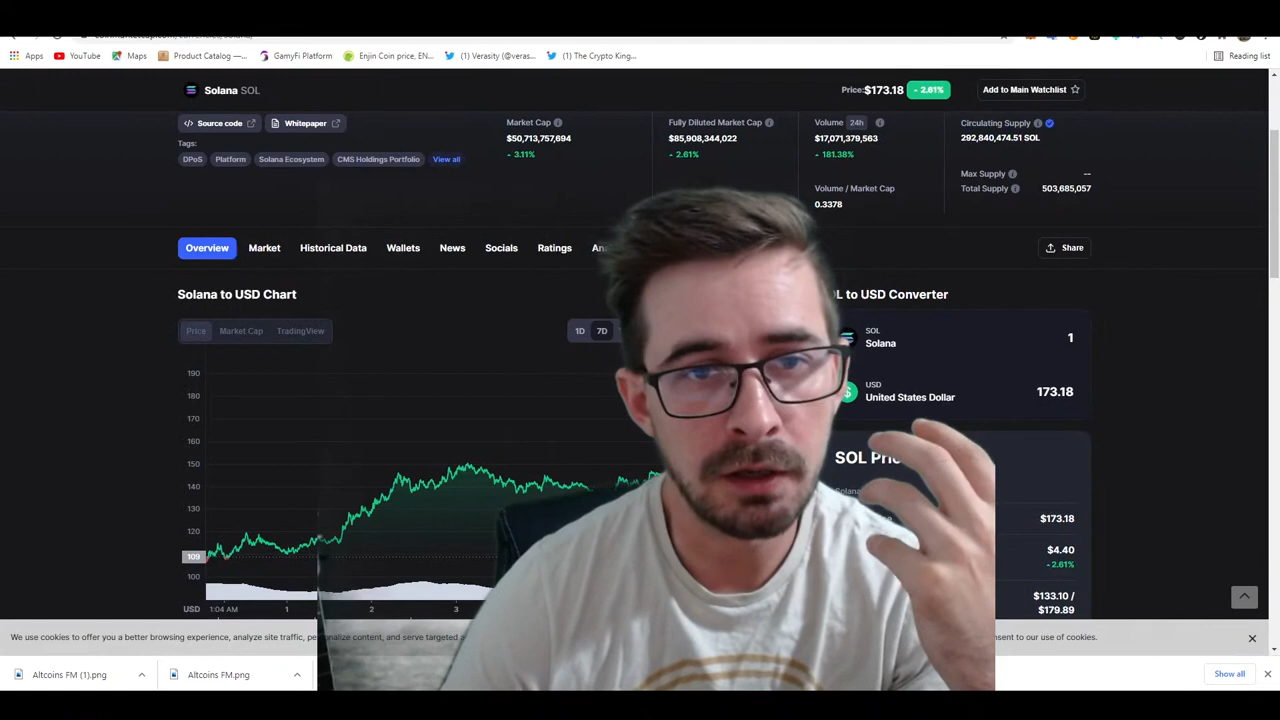 Apps YouTube Maps Product Catalog —... GamyFi Platform Enjin Coin price, EN... (1) Verasity (@veras... (1) The Crypto King... Reading list
Solana SOL Price:$173.18 - 2.61% Add to Main Watchlist
Source code Whitepaper Market Cap Fully Diluted Market Cap Volume 24h Circulating Supply
$50,713,757,694 $85,908,344,022 $17,071,379,563 292,840,474.51 SOL
Tags:
DPoS Platform Solana Ecosystem CMS Holdings Portfolio View all - 3.11% - 2.61% - 181.38%
Max Supply --
Volume / Market Cap Total Supply 503,685,057
0.3378
Overview Market Historical Data Wallets News Socials Ratings Share
Solana to USD Chart to USD Converter
Price Market Cap TradingView 1D 7D
SOL
Solana 1
USD
United States Dollar 173.18
190
180
170
160
150
140
130
120
109
100
USD 1:04 AM 1 2 3
SOL
$173.18
$4.40
- 2.61%
$133.10 /
$179.89
We use cookies to offer you a better browsing experience, analyze site traffic, personalize content, and serve targeted
to our use of cookies.
Altcoins FM (1).png Altcoins FM.png Show all